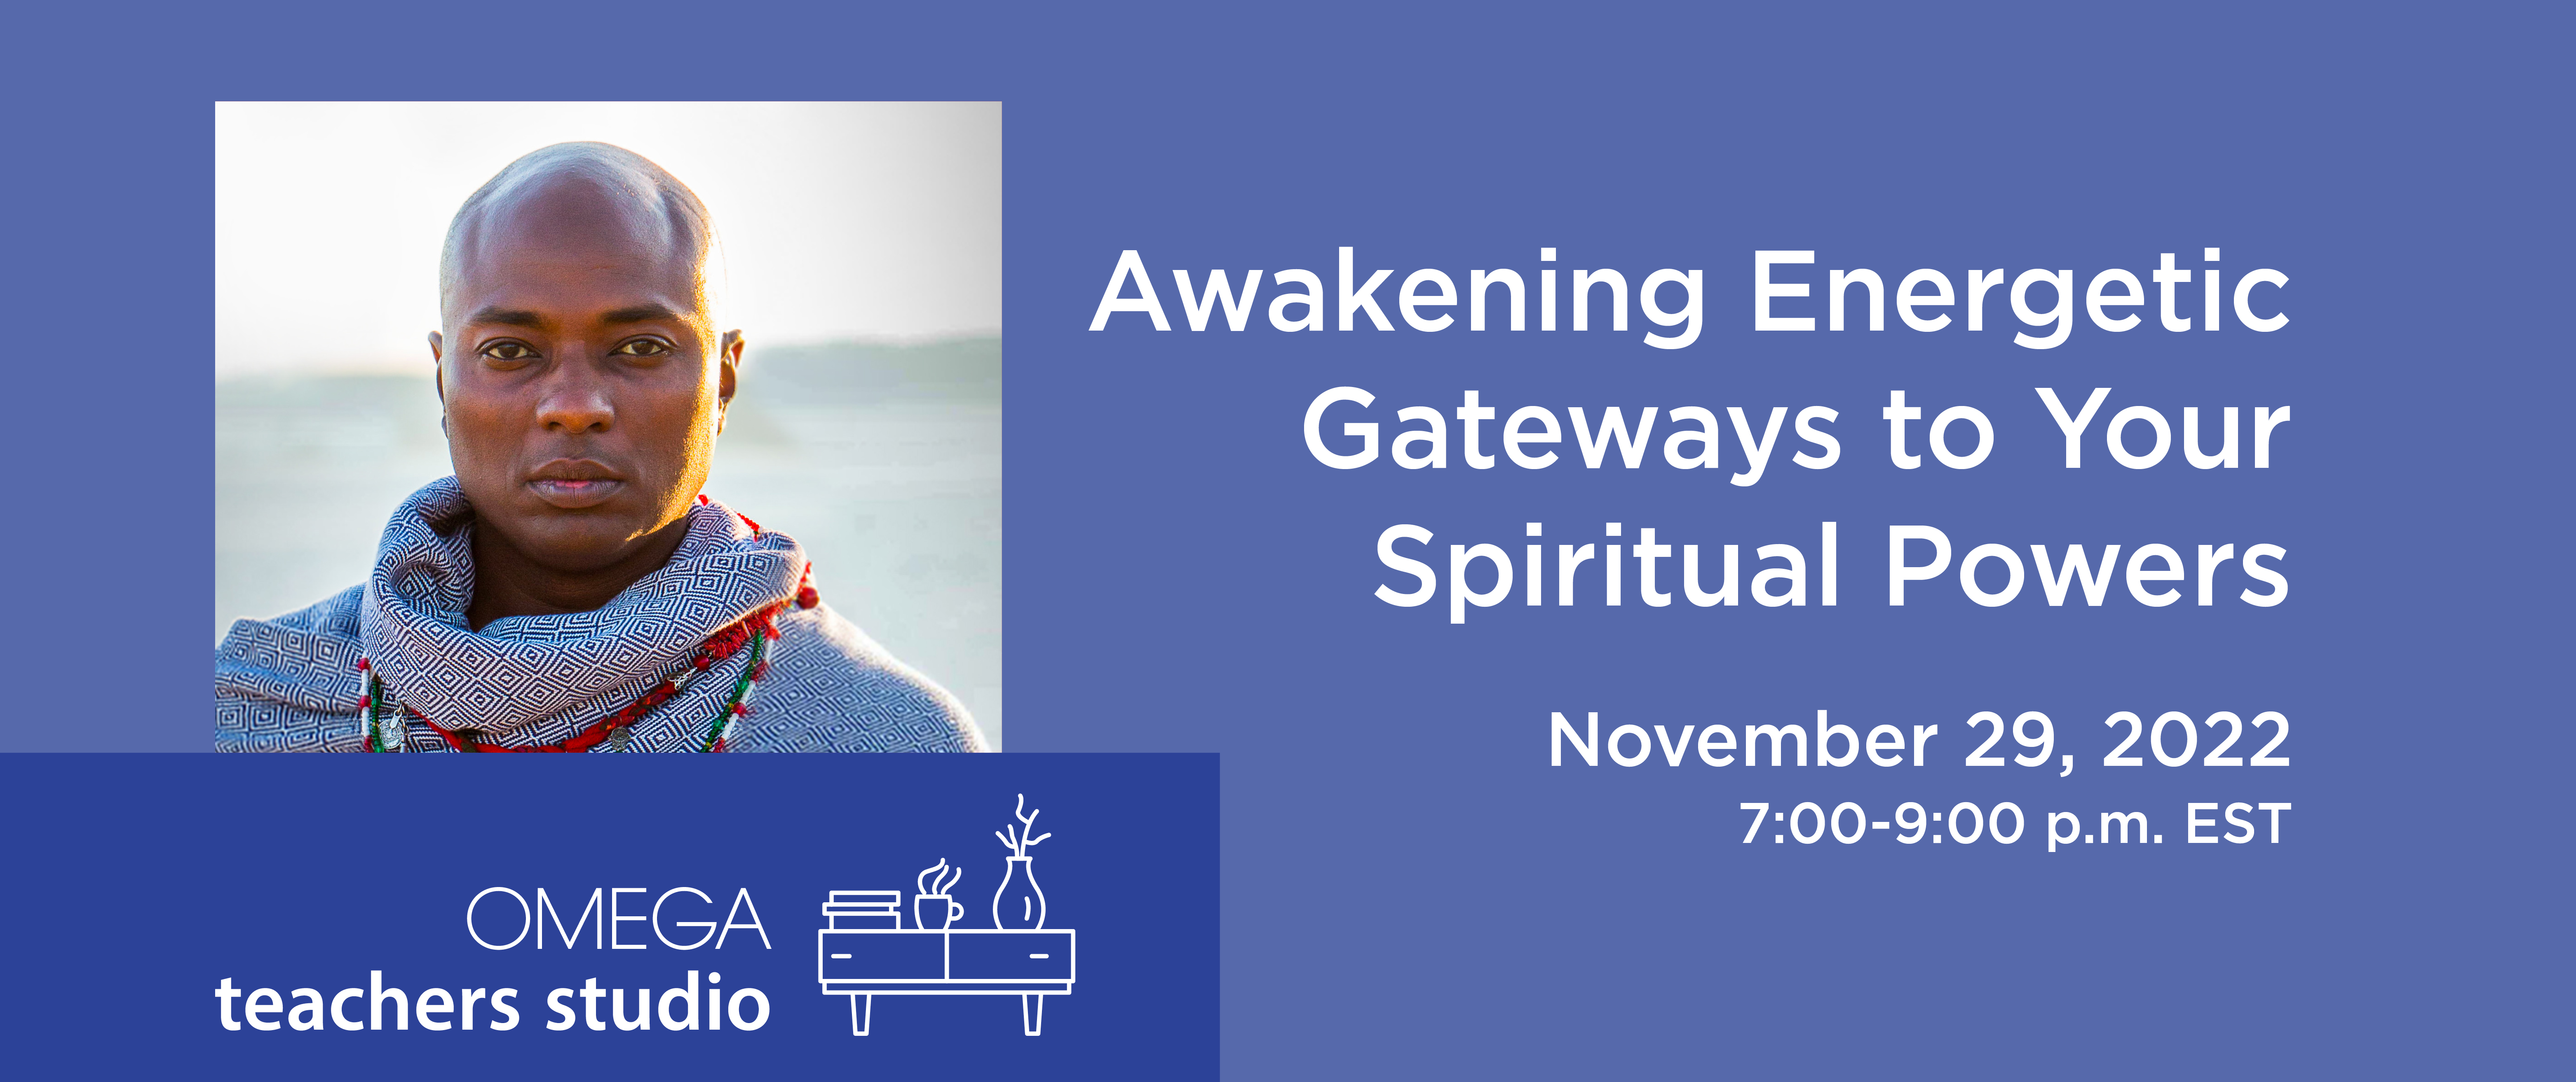 Awakening Energetic
Gateways to Your
Spiritual Powers
November 29, 2022
7:00-9:00 p.m. EST
OMEGA
teachers studio